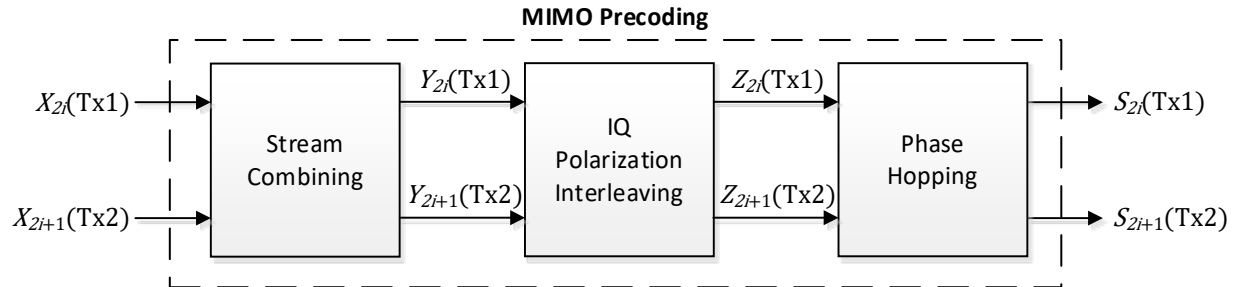 MIMO Precoding
X2i(Tx1)
Y2i(Tx1)
Z2i(Tx1)
S2i(Tx1)
Stream
Combining
IQ
Polarization
Interleaving
Phase
Hopping
X2i+1(Tx2)
Y2i+1(Tx2)
Z2i+1(Tx2)
S2i+1(Tx2)